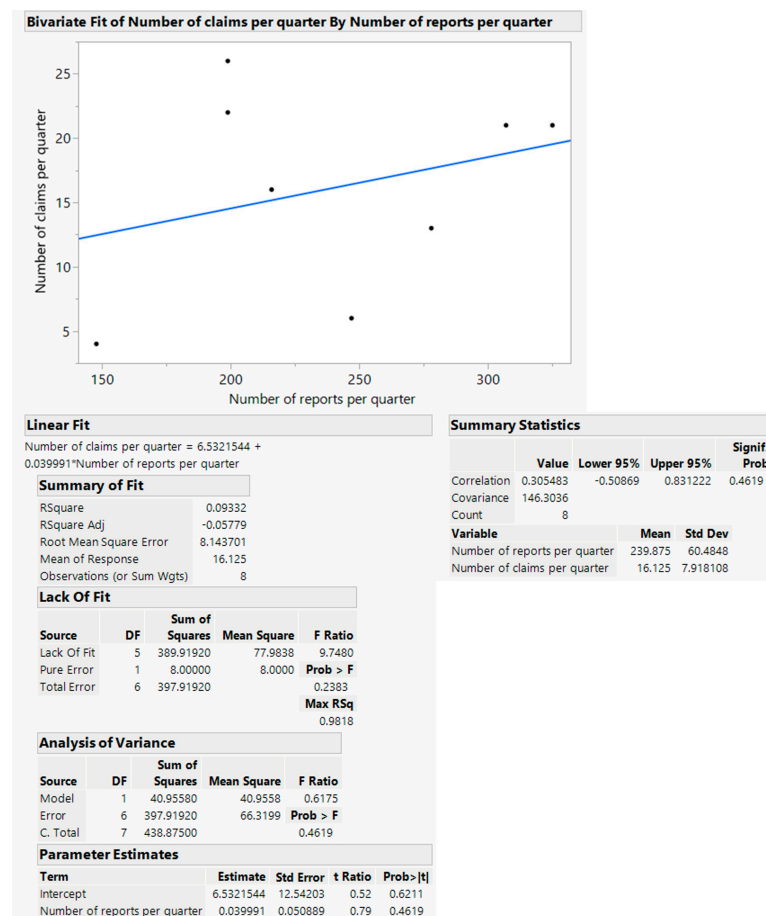 Bivariate Fit of Number of claims per quarter By Number of reports per quarter
25
20
15
10
5
Number of claims per quarter
150 200 250 300
Number of reports per quarter
Linear Fit
Number of claims per quarter = 6.5321544 +
0.039991*Number of reports per quarter
Summary of Fit
RSquare 0.09332
RSquare Adj -0.05779
Root Mean Square Error 8.143701
Mean of Response 16.125
Observations (or Sum Wgts) 8
Lack Of Fit
Sum of
Source DF Squares Mean Square F Ratio
Lack Of Fit 5 389.91920 77.9838 9.7480
Pure Error 1 8.00000 8.0000 Prob > F
Total Error 6 397.91920 0.2383
Max RSq
0.9818
Analysis of Variance
Sum of
Source DF Squares Mean Square F Ratio
Model 1 40.95580 40.9558 0.6175
Error 6 397.91920 66.3199 Prob > F
C. Total 7 438.87500 0.4619
Parameter Estimates
Term Estimate Std Error t Ratio Prob>|t|
Intercept 6.5321544 12.54203 0.52 0.6211
Number of reports per quarter 0.039991 0.050889 0.79 0.4619
Summary Statistics
Signif.
Value Lower 95% Upper 95% Prob
Correlation 0.305483 -0.50869 0.831222 0.4619
Covariance 146.3036
Count 8
Variable Mean Std Dev
Number of reports per quarter 239.875 60.4848
Number of claims per quarter 16.125 7.918108